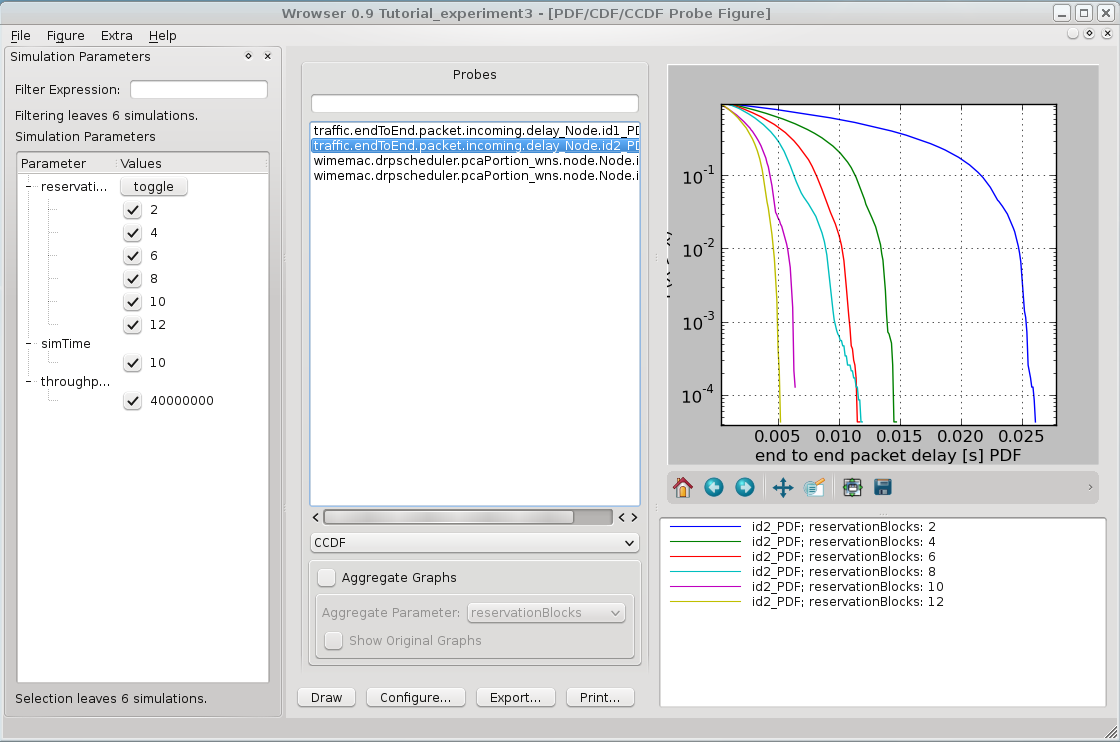 Wrowser 0.9 Tutorial_experiment3 - [PDF/CDF/CCDF Probe Figure]
File Figure Extra Help
Simulation Parameters
Filter Expression:
Filtering leaves 6 simulations.
Simulation Parameters
Parameter Values
reservati... toggle
2
4
6
8
10
12
simTime
10
throughp...
40000000
Selection leaves 6 simulations.
Probes
traffic.endToEnd.packet.incoming.delay_Node.id1_PD
traffic.endToEnd.packet.incoming.delay_Node.id2_PD
wimemac.drpscheduler.pcaPortion_wns.node.Node.i
wimemac.drpscheduler.pcaPortion_wns.node.Node.i
CCDF
Aggregate Graphs
Aggregate Parameter: reservationBlocks
Show Original Graphs
Draw Configure... Export... Print...
10-1
10-2
10-3
10-4
0.005 0.010 0.015 0.020 0.025
end to end packet delay [s] PDF
id2_PDF; reservationBlocks: 2
id2_PDF; reservationBlocks: 4
id2_PDF; reservationBlocks: 6
id2_PDF; reservationBlocks: 8
id2_PDF; reservationBlocks: 10
id2_PDF; reservationBlocks: 12